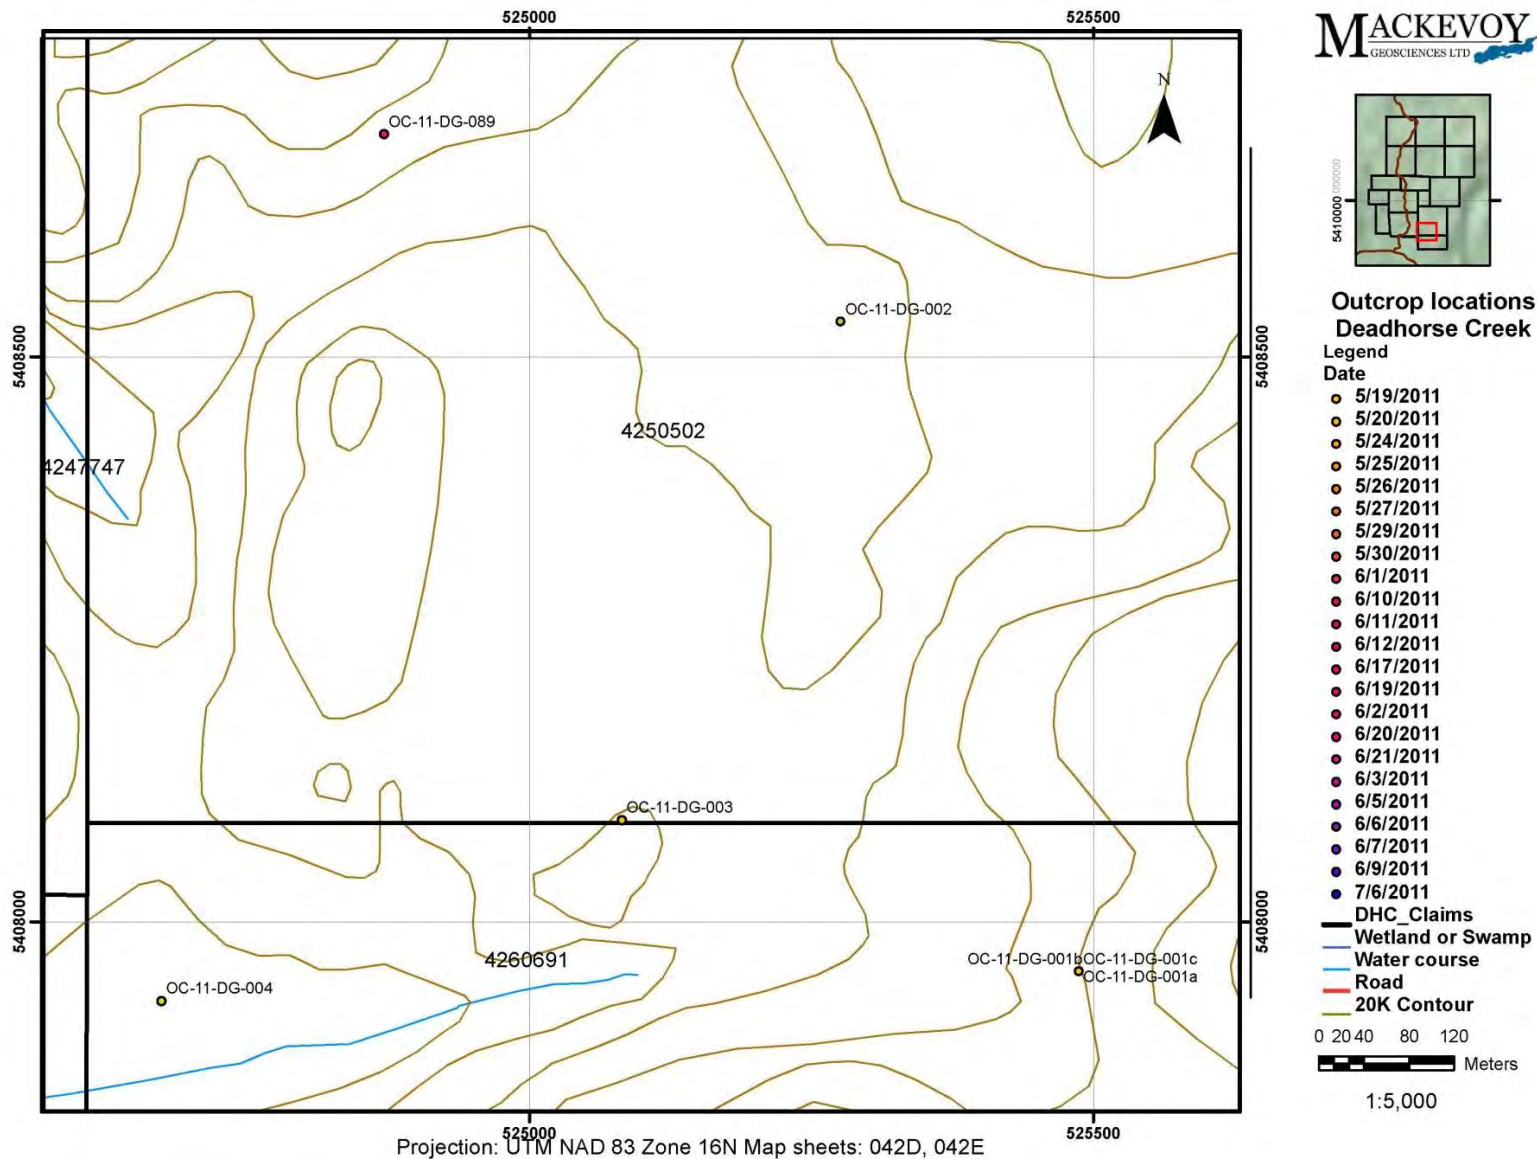 525000
525500
MACKEVOY
GEOSCIENCES LTD
N
OC-11-DG-089
5410000
OC-11-DG-002
Outcrop locations
Deadhorse Creek
5408500
5408500
Legend
Date
5/19/2011
5/20/2011
4250502
5/24/2011
4247747
5/25/2011
5/26/2011
5/27/2011
5/29/2011
5/30/2011
6/1/2011
6/10/2011
6/11/2011
6/12/2011
6/17/2011
6/19/2011
6/2/2011
6/20/2011
6/21/2011
6/3/2011
OC-11-DG-003
6/5/2011
6/6/2011
6/7/2011
6/9/2011
7/6/2011
5408000
5408000
DHC_Claims
Wetland or Swamp
4260691
OC-11-DG-001b OC-11-DG-001c
Water course
OC-11-DG-001a
OC-11-DG-004
Road
20K Contour
0 20 40 80 120
Meters
1:5,000
525000
525500
Projection: UTM NAD 83 Zone 16N Map sheets: 042D, 042E